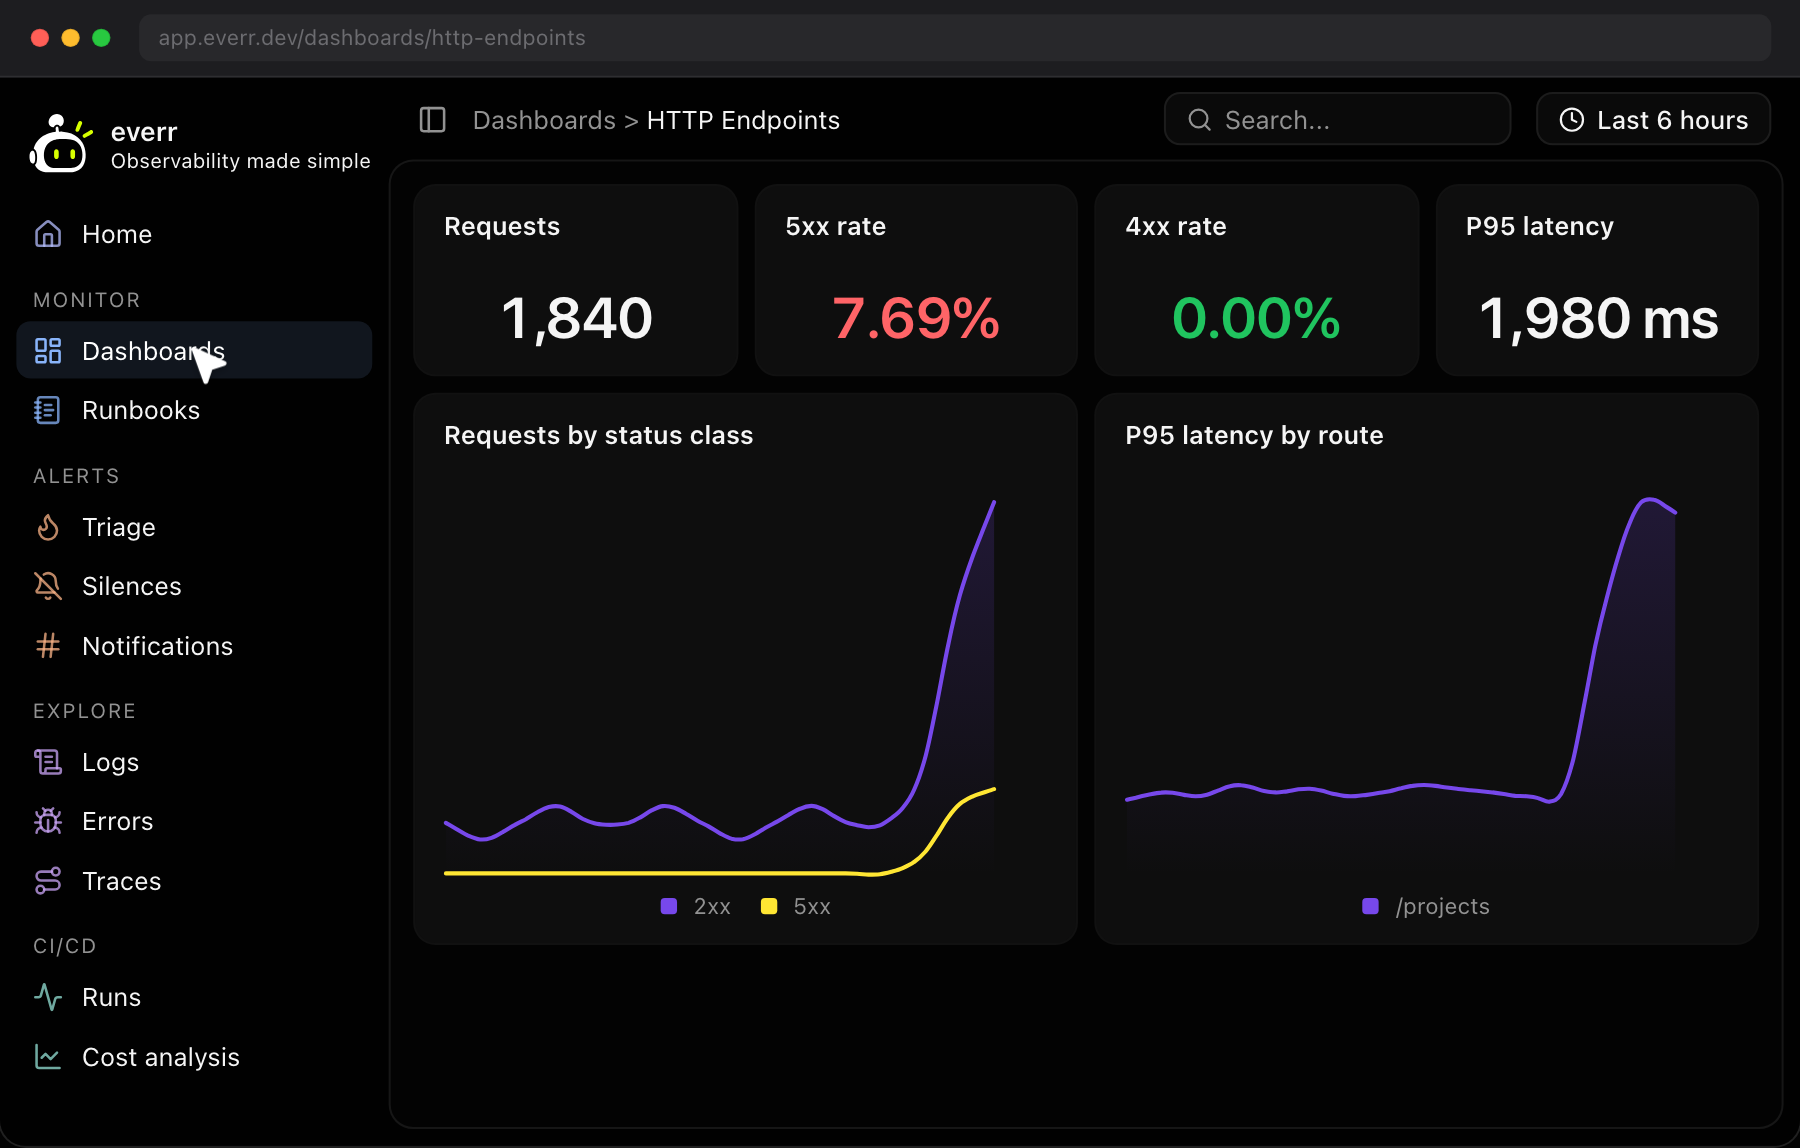 app.everr.dev/dashboards/http-endpoints
everr
Observability made simple
Dashboards > HTTP Endpoints
Search...
Last 6 hours
Home
MONITOR
Dashboards
Runbooks
ALERTS
Triage
Silences
Notifications
EXPLORE
Logs
Errors
Traces
CI/CD
Runs
Cost analysis
Requests
1,840
5xx rate
7.69%
4xx rate
0.00%
P95 latency
1,980 ms
Requests by status class
2xx
5xx
P95 latency by route
/projects